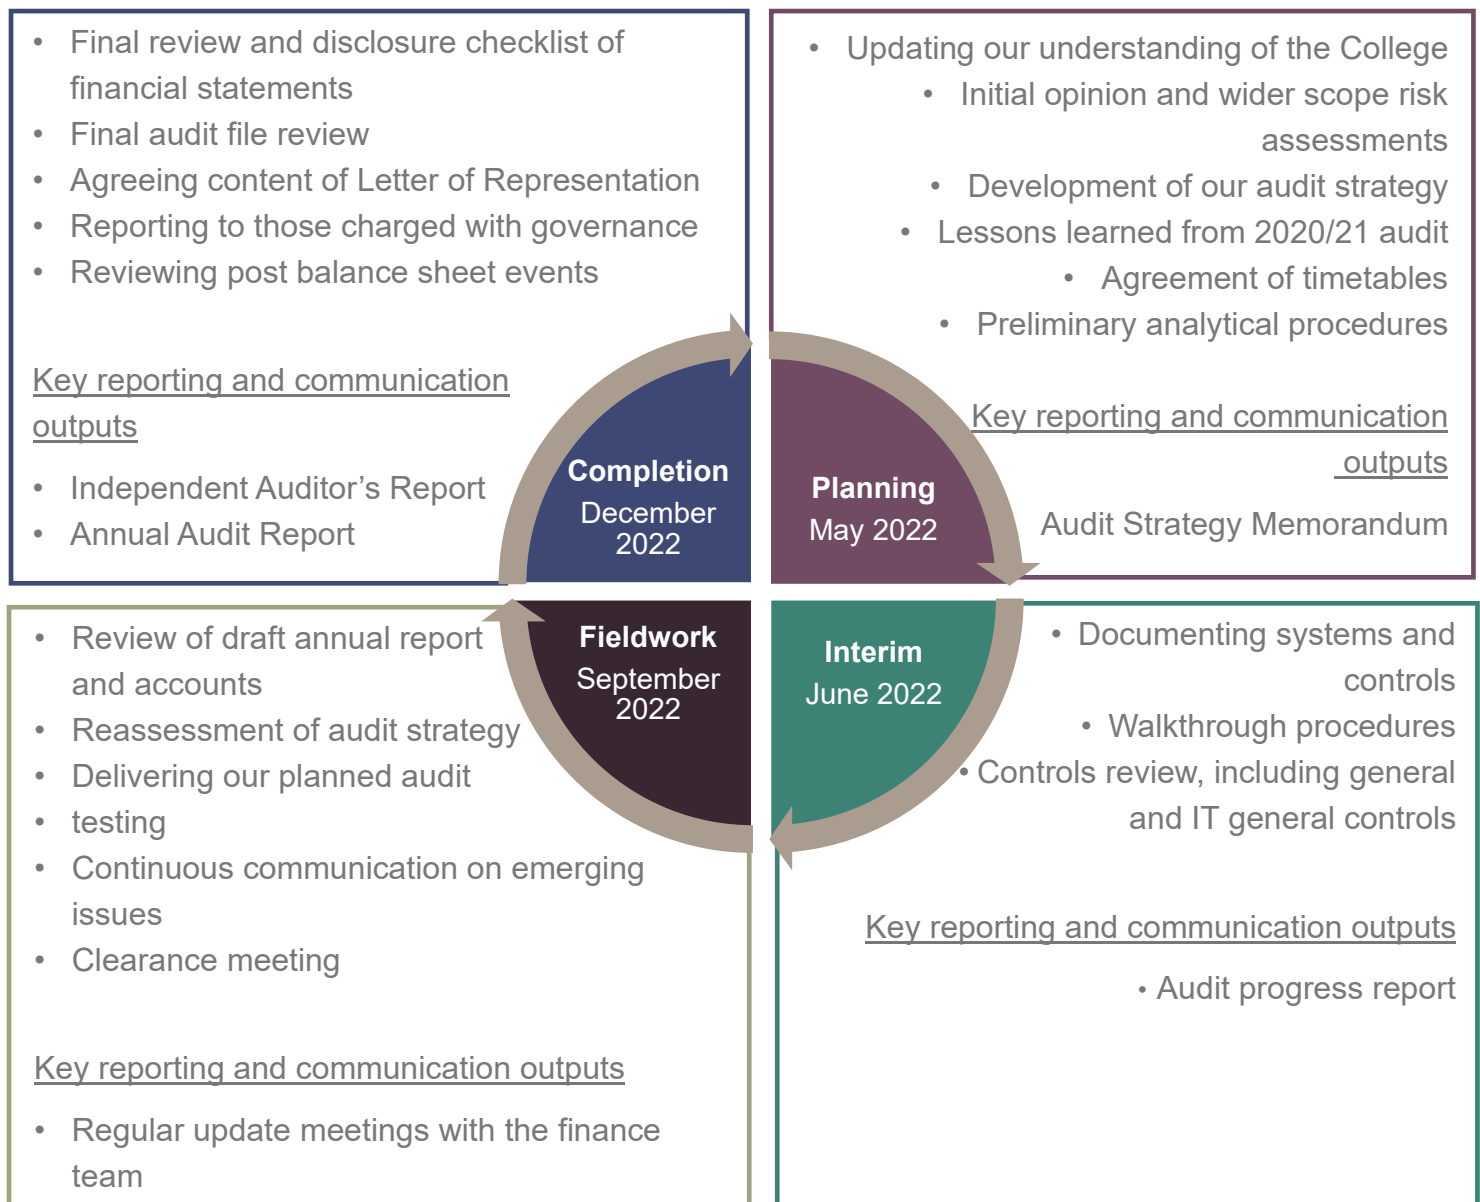 • Final review and disclosure checklist of
financial statements
• Final audit file review
• Agreeing content of Letter of Representation
• Reporting to those charged with governance
• Reviewing post balance sheet events
Key reporting and communication
outputs
• Independent Auditor’s Report
• Annual Audit Report
Completion
December
2022
• Updating our understanding of the College
• Initial opinion and wider scope risk
assessments
• Development of our audit strategy
• Lessons learned from 2020/21 audit
• Agreement of timetables
• Preliminary analytical procedures
Key reporting and communication
outputs
Audit Strategy Memorandum
Planning
May 2022
• Review of draft annual report
and accounts
• Reassessment of audit strategy
• Delivering our planned audit
• testing
• Continuous communication on emerging
issues
• Clearance meeting
Key reporting and communication outputs
• Regular update meetings with the finance
team
Fieldwork
September
2022
Interim
June 2022
• Documenting systems and
controls
• Walkthrough procedures
• Controls review, including general
and IT general controls
Key reporting and communication outputs
• Audit progress report